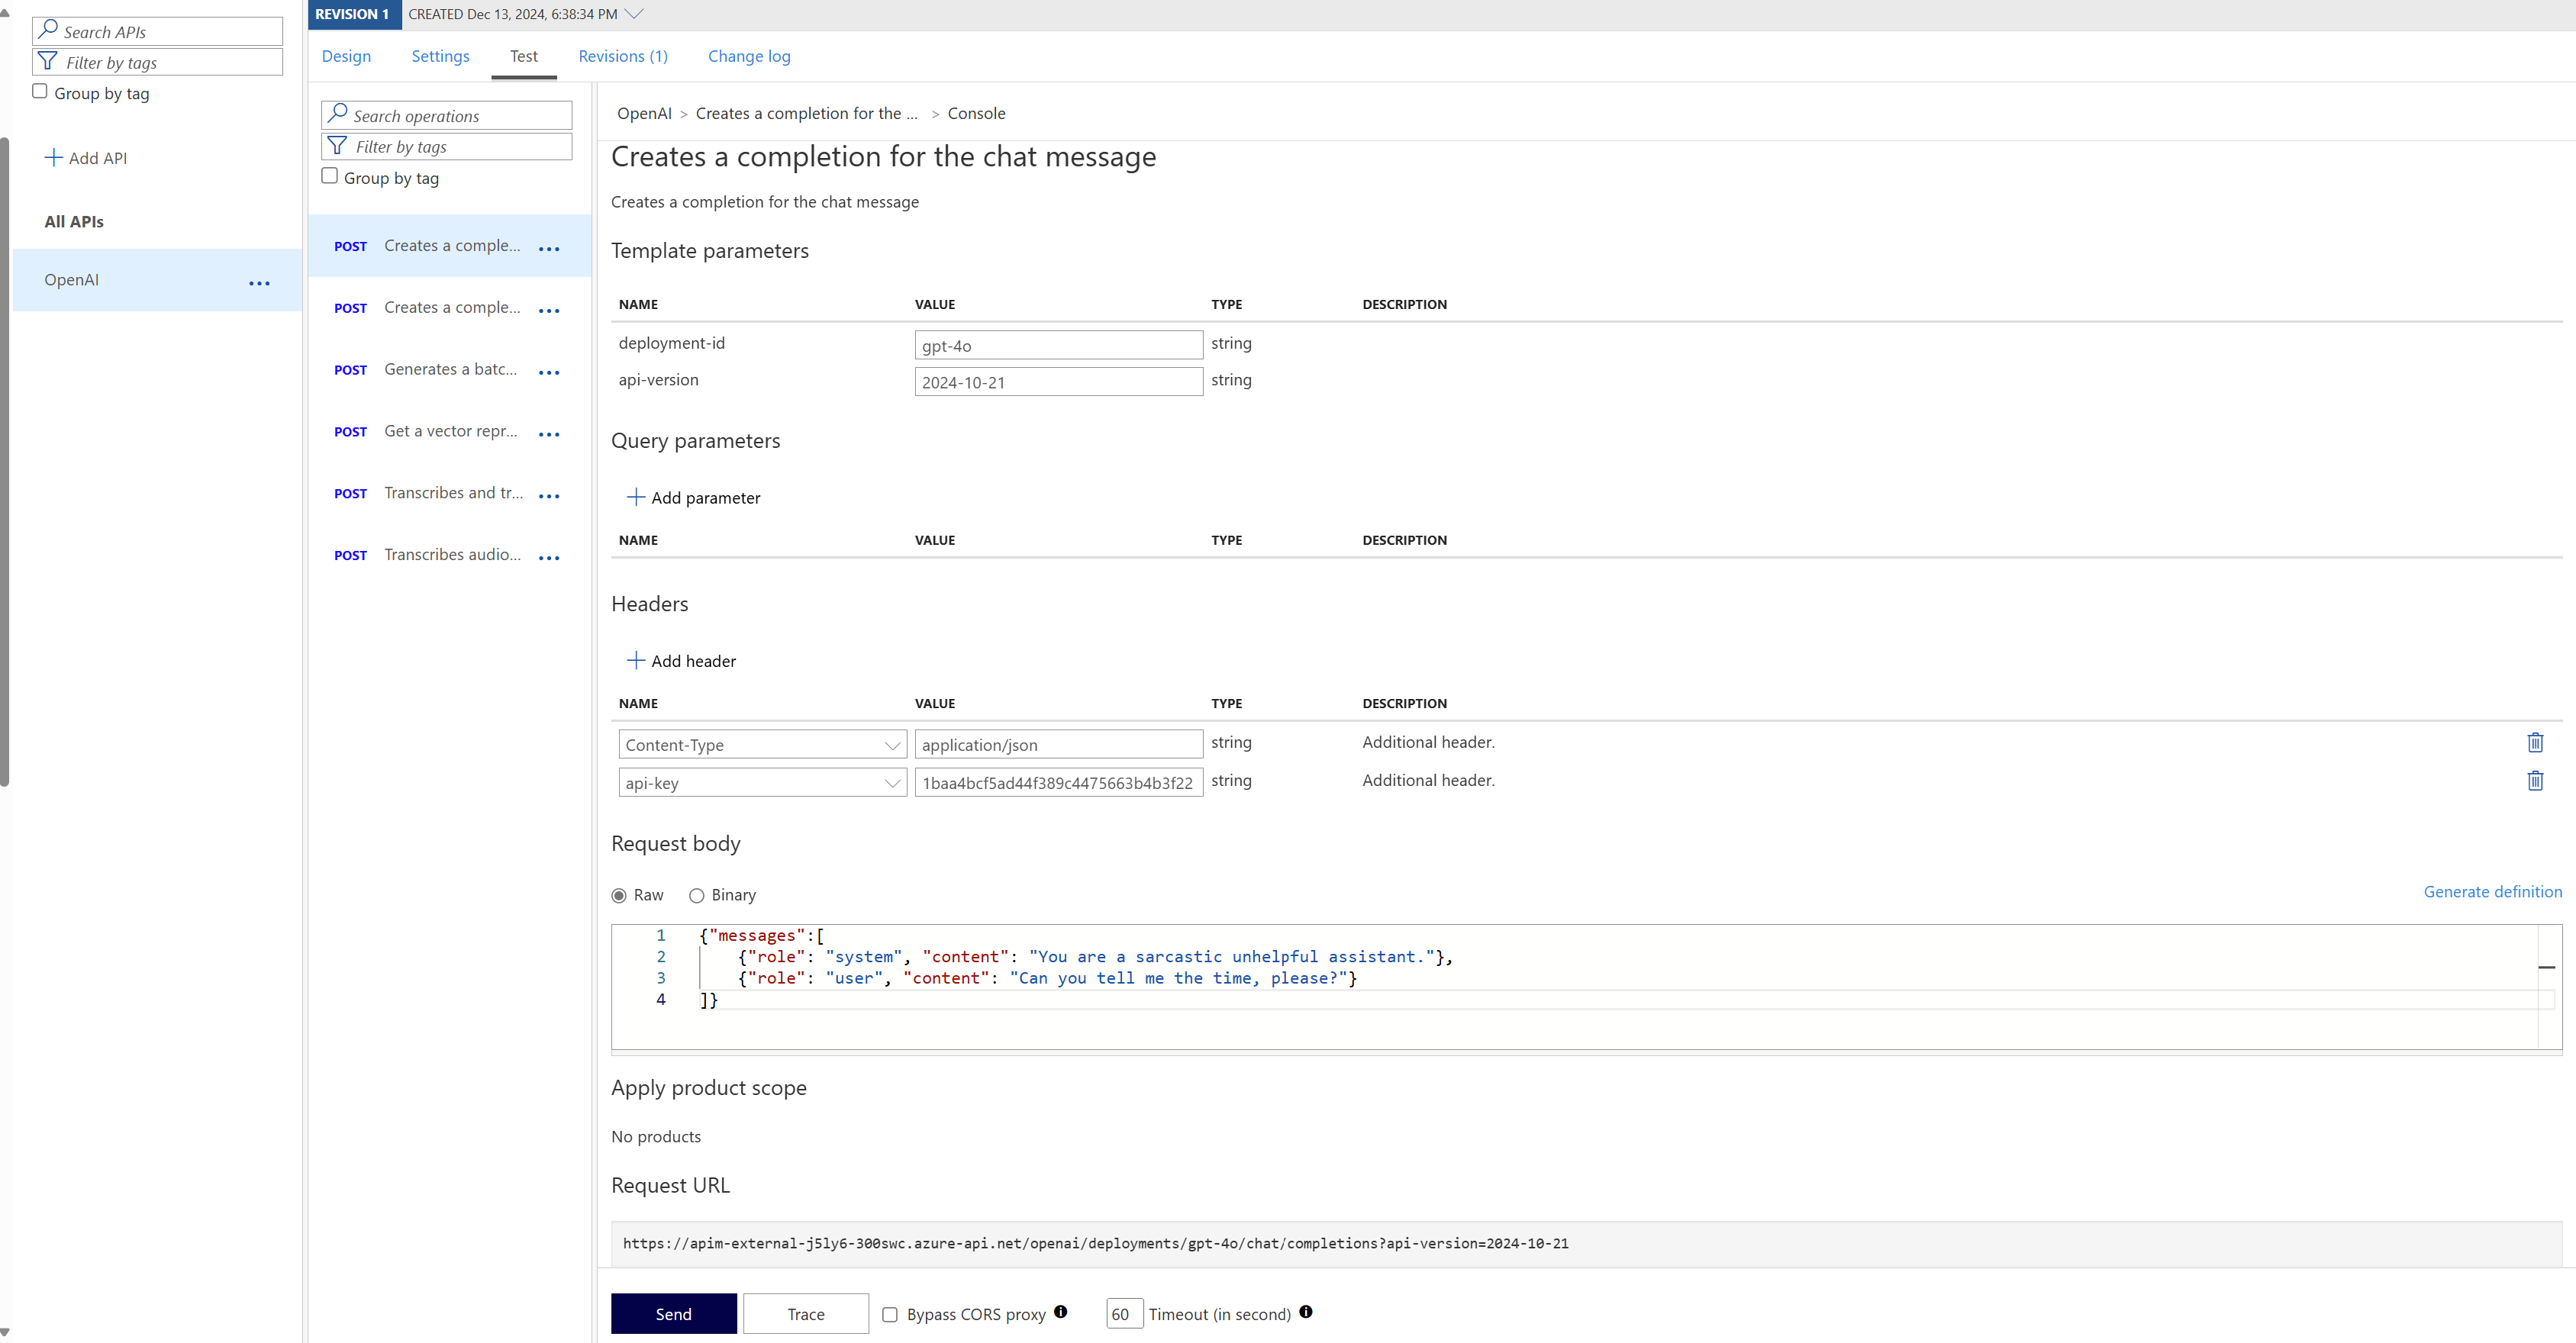 Search APIs
Filter by tags
Group by tag
Add API
All APIs
OpenAI
REVISION 1 CREATED Dec 13, 2024, 6:38:34 PM
Design Settings Test Revisions (1) Change log
Search operations
Filter by tags
Group by tag
POST Creates a comple...
POST Creates a comple...
POST Generates a batc...
POST Get a vector repr...
POST Transcribes and tr...
POST Transcribes audio...
OpenAI > Creates a completion for the ... > Console
Creates a completion for the chat message
Creates a completion for the chat message
Template parameters
NAME VALUE TYPE DESCRIPTION
deployment-id gpt-4o string
api-version 2024-10-21 string
Query parameters
Add parameter
NAME VALUE TYPE DESCRIPTION
Headers
Add header
NAME VALUE TYPE DESCRIPTION
Content-Type application/json string Additional header.
api-key 1baa4bcf5ad44f389c4475663b4b3f22 string Additional header.
Request body
Raw Binary
Generate definition
1 {"messages":[
2 {"role": "system", "content": "You are a sarcastic unhelpful assistant."},
3 {"role": "user", "content": "Can you tell me the time, please?"}
4 ]}
Apply product scope
No products
Request URL
https://apim-external-j5ly6-300swc.azure-api.net/openai/deployments/gpt-4o/chat/completions?api-version=2024-10-21
Send Trace Bypass CORS proxy 60 Timeout (in second)